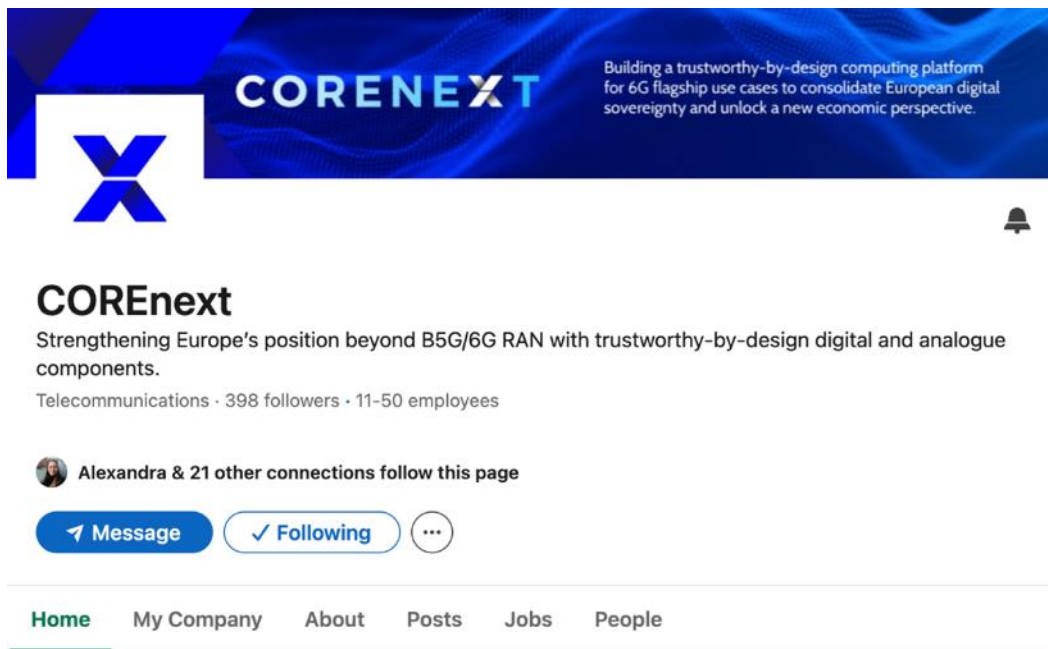 CORENEXT
Building a trustworthy-by-design computing platform
for 6G flagship use cases to consolidate European digital
sovereignty and unlock a new economic perspective.
COREnext
Strengthening Europe's position beyond B5G/6G RAN with trustworthy-by-design digital and analogue
components.
Telecommunications · 398 followers · 11-50 employees
Alexandra & 21 other connections follow this page
Message
Following
Home My Company About Posts Jobs People